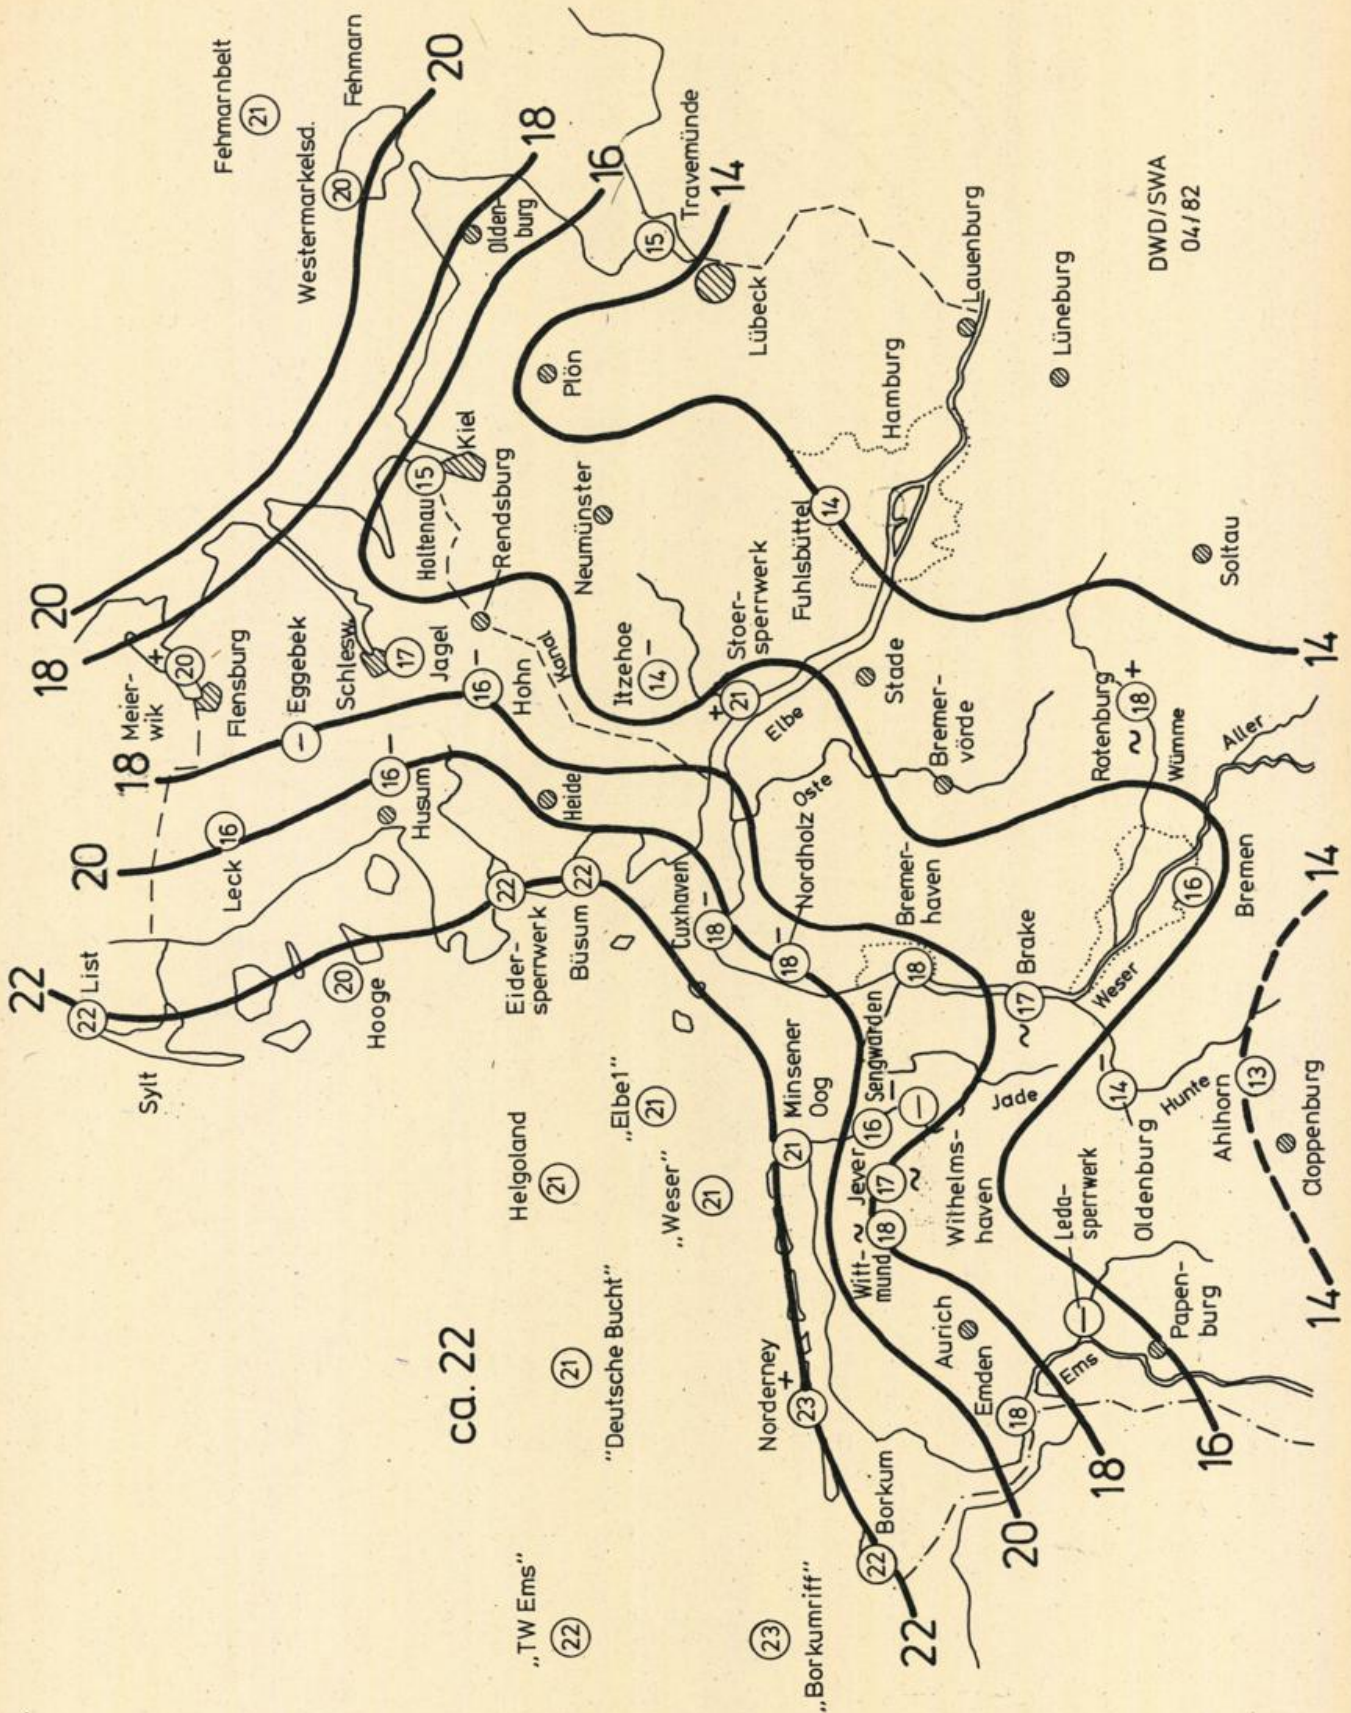 22
18
20
20
18
22
List
18
Meier-
wik
+
20
Flensburg
Sylt
Leck
16
Fehmarnbelt
21
Eggebek
–
Westermarkelsd.
20
Fehmarn
20
Hooge
20
Schlesw.
17
Jagel
16
–
Husum
Holtenau
15
Kiel
ca. 22
16
–
Hohn
Rendsburg
Olden-
burg
18
22
Eider-
sperrwerk
Helgoland
21
„TW Ems"
22
21
"Deutsche Bucht"
22
Büsum
Heide
Kanal
Neumünster
Plön
16
„Elbe1"
21
Itzehoe
14
–
15
Travemünde
14
„Weser"
21
Cuxhaven
18
–
+
21
Stoer-
sperrwerk
Lübeck
Elbe
Norderney
+
23
Minsener
Oog
21
18
–
Nordholz
Oste
Fuhlsbüttel
14
23
„Borkumriff"
22
Borkum
Witt-
mund
~
18
Jever
17
~
16
Sengwarden
–
–
Bremer-
haven
18
Stade
Hamburg
22
Aurich
Wilhelms-
haven
Bremer-
vörde
Lauenburg
Emden
18
Jade
~
17
Brake
20
Ems
–
Leda-
sperrwerk
Lüneburg
18
14
–
Oldenburg
Weser
Rotenburg
~
18
+
Wümme
Papen-
burg
Hunte
16
DWD/SWA
04/82
16
Ahlhorn
13
Bremen
Aller
Soltau
Cloppenburg
14
14
14